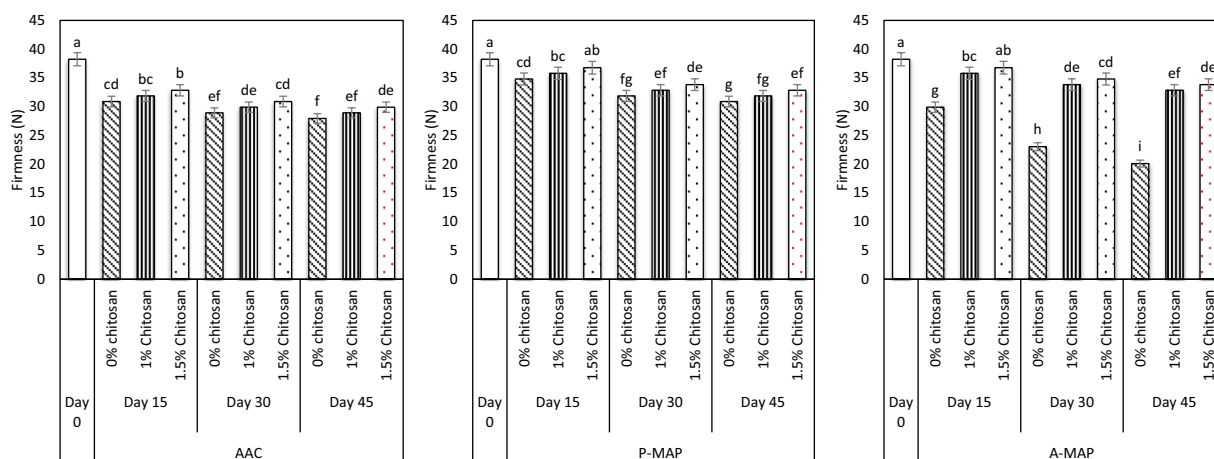 45
40
35
30
25
20
15
10
5
0
Firmness (N)
a
cd
bc
b
ef
de
cd
f
ef
de
0% chitosan
1% Chitosan
1.5% Chitosan
0% chitosan
1% Chitosan
1.5% Chitosan
0% chitosan
1% Chitosan
1.5% Chitosan
Day
0
Day 15
Day 30
Day 45
AAC
45
40
35
30
25
20
15
10
5
0
Firmness (N)
a
cd
bc
ab
fg
ef
de
g
fg
ef
0% chitosan
1% Chitosan
1.5% Chitosan
0% chitosan
1% Chitosan
1.5% Chitosan
0% chitosan
1% Chitosan
1.5% Chitosan
Day
0
Day 15
Day 30
Day 45
P-MAP
45
40
35
30
25
20
15
10
5
0
Firmness (N)
a
g
bc
ab
h
de
cd
i
ef
de
0% chitosan
1% Chitosan
1.5% Chitosan
0% chitosan
1% Chitosan
1.5% Chitosan
0% chitosan
1% Chitosan
1.5% Chitosan
Day
0
Day 15
Day 30
Day 45
A-MAP